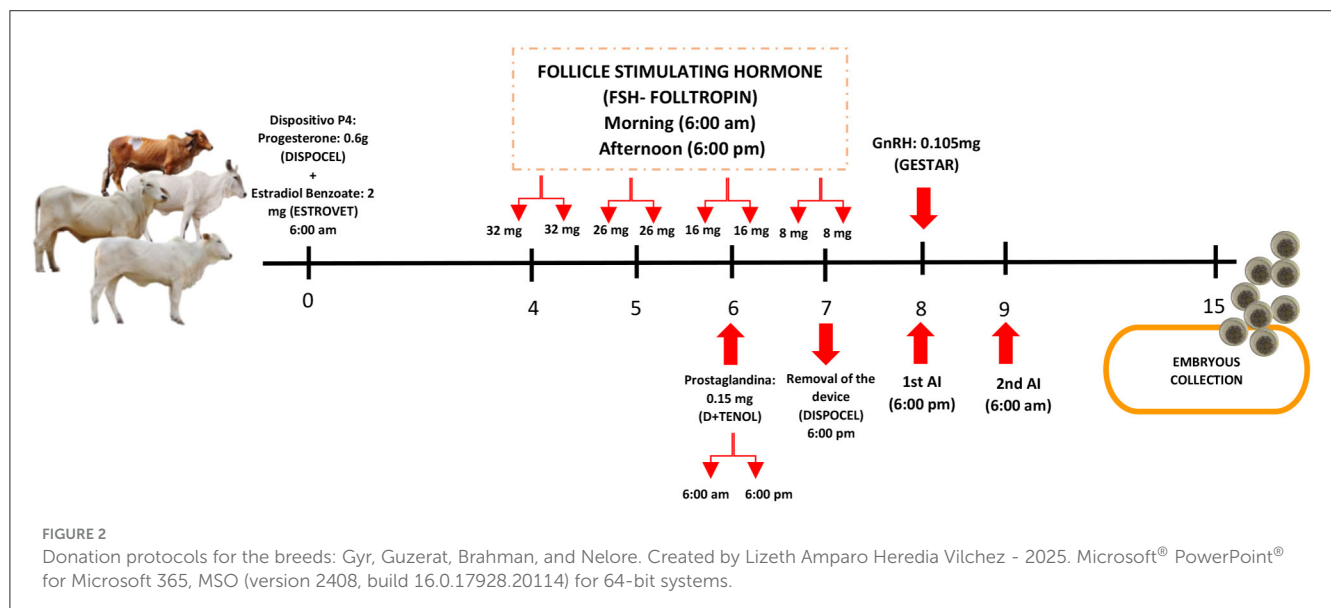 FOLLICLE STIMULATING HORMONE
(FSH- FOLLTROPIN)
Morning (6:00 am)
Afternoon (6:00 pm)
Dispositivo P4:
Progesterone: 0.6g
(DISPOCEL)
+
Estradiol Benzoate: 2
mg (ESTROVET)
6:00 am
GnRH: 0.105mg
(GESTAR)
32 mg 32 mg 26 mg 26 mg 16 mg 16 mg 8 mg 8 mg
0 4 5 6 7 8 9 15
Prostaglandina:
0.15 mg
(D+TENOL)
6:00 am 6:00 pm
Removal of the
device
(DISPOCEL)
6:00 pm
1st AI
(6:00 pm)
2nd AI
(6:00 am)
EMBRYOUS
COLLECTION
FIGURE 2
Donation protocols for the breeds: Gyr, Guzerat, Brahman, and Nelore. Created by Lizeth Amparo Heredia Vilchez - 2025. Microsoft® PowerPoint®
for Microsoft 365, MSO (version 2408, build 16.0.17928.20114) for 64-bit systems.